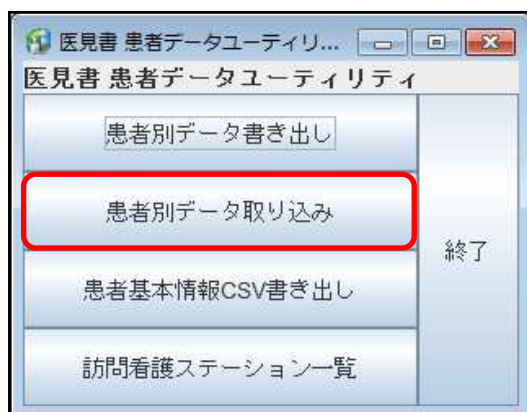 医見書 患者データユーティリ...
医見書 患者データユーティリティ
患者別データ書き出し
患者別データ取り込み
終了
患者基本情報CSV書き出し
訪問看護ステーション一覧